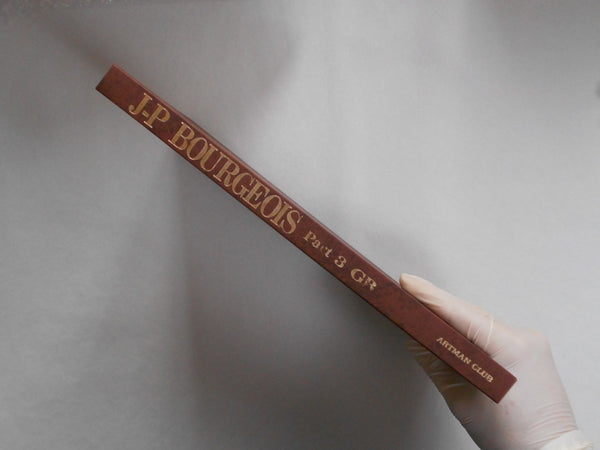 J-P BOURGEOIS Part 3 GR
ARTMAN CLUB